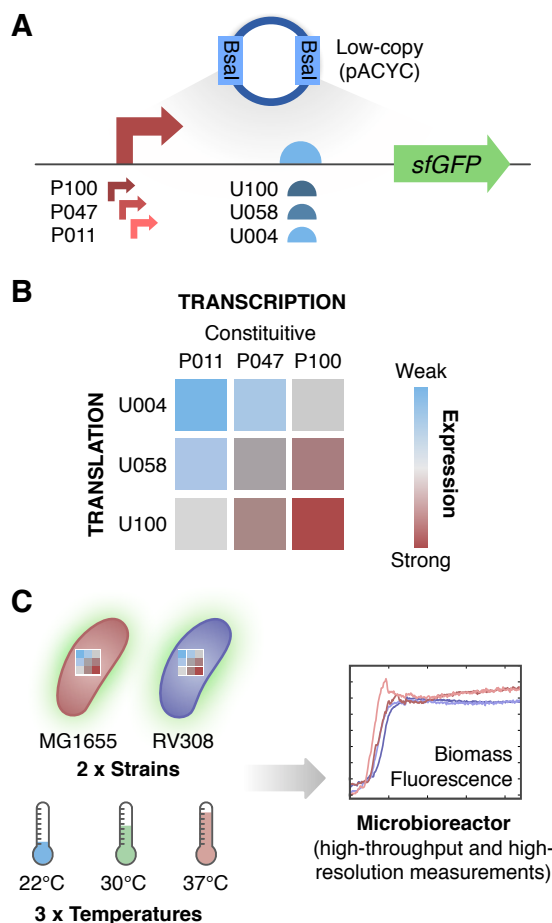 A
BsaI
BsaI
Low-copy
(pACYC)
sfGFP
P100
P047
P011
U100
U058
U004
B
TRANSCRIPTION
Constituitive
P011 P047 P100
TRANSLATION
U004
U058
U100
Weak
Expression
Strong
C
MG1655 RV308
2 x Strains
22°C 30°C 37°C
3 x Temperatures
Biomass
Fluorescence
Microbioreactor
(high-throughput and high-
resolution measurements)